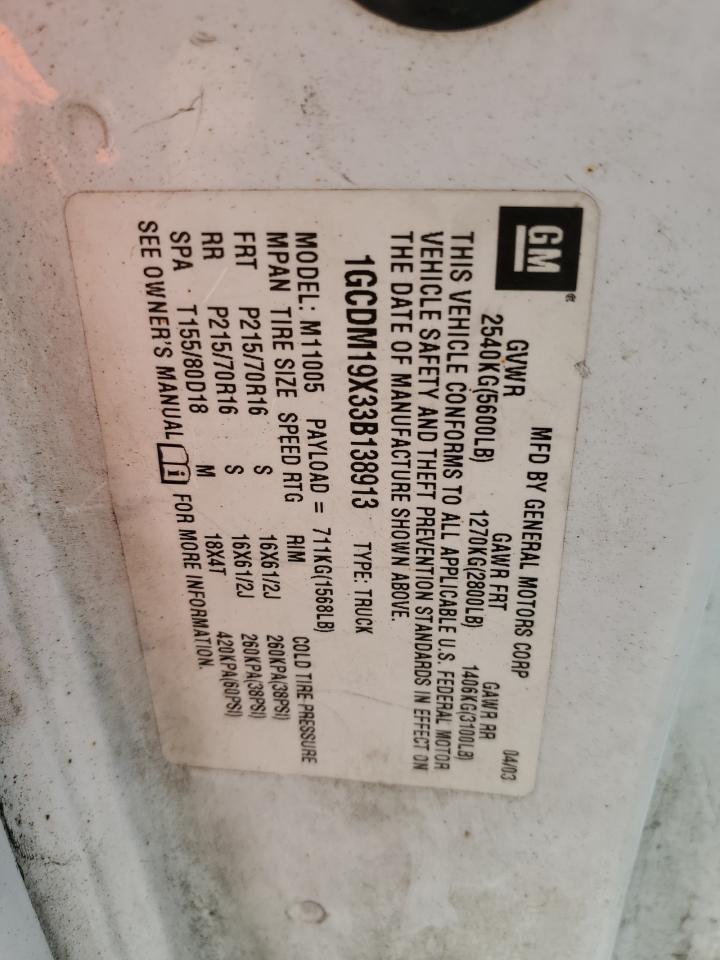 GM
MFD BY GENERAL MOTORS CORP 04/03
GVWR GAWR FRT GAWR RR
2540KG(5600LB) 1270KG(2800LB) 1406KG(3100LB)
THIS VEHICLE CONFORMS TO ALL APPLICABLE U.S. FEDERAL MOTOR
VEHICLE SAFETY AND THEFT PREVENTION STANDARDS IN EFFECT ON
THE DATE OF MANUFACTURE SHOWN ABOVE.
1GCDM19X33B138913 TYPE: TRUCK
MODEL: M11005 PAYLOAD = 711KG(1568LB)
MPAN TIRE SIZE SPEED RTG RIM COLD TIRE PRESSURE
FRT P215/70R16 S 16X61/2J 260KPA(38PSI)
RR P215/70R16 S 16X61/2J 260KPA(38PSI)
SPA · T155/80D18 M 18X4T 420KPA(60PSI)
SEE OWNER'S MANUAL i FOR MORE INFORMATION.